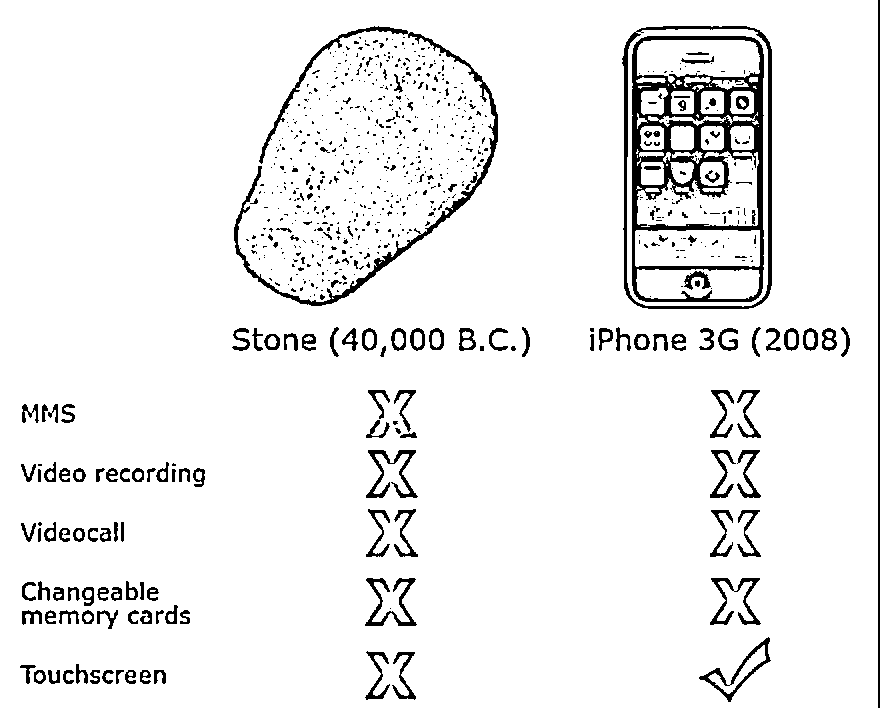 Stone (40,000 B.C.)
iPhone 3G (2008)
MMS
Video recording
Videocall
Changeable
memory cards
Touchscreen